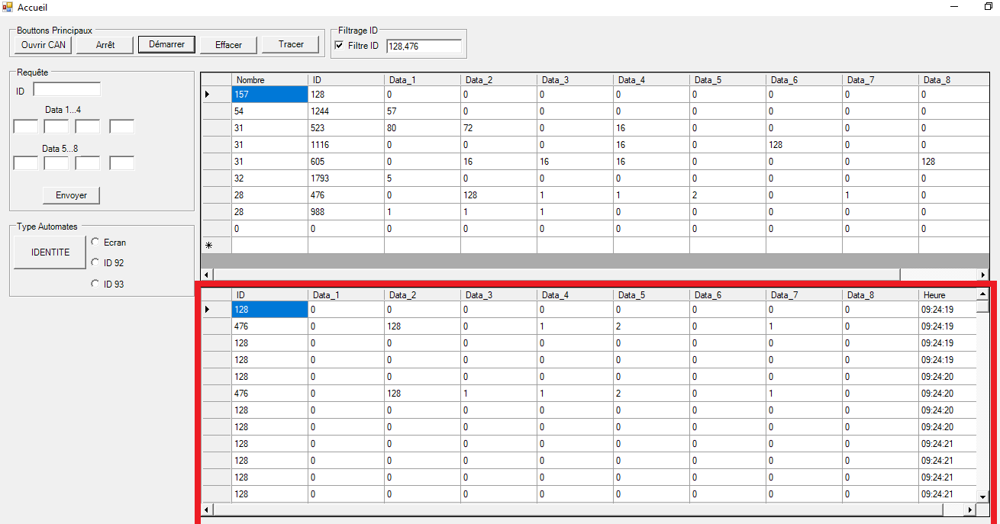 Accueil
Bouttons Principaux
Ouvrir CAN Arrêt Démarrer Effacer Tracer
Filtrage ID
Filtre ID 128,476
Requête
ID
Data 1...4
Data 5...8
Envoyer
Type Automates
IDENTITE
Ecran
ID 92
ID 93
Nombre ID Data_1 Data_2 Data_3 Data_4 Data_5 Data_6 Data_7 Data_8
157 128 0 0 0 0 0 0 0 0
54 1244 57 0 0 0 0 0 0 0
31 523 80 72 0 16 0 0 0 0
31 1116 0 0 0 16 0 128 0 0
31 605 0 16 16 16 0 0 0 128
32 1793 5 0 0 0 0 0 0 0
28 476 0 128 1 1 2 0 1 0
28 988 1 1 1 0 0 0 0 0
0 0 0 0 0 0 0 0 0 0
ID Data_1 Data_2 Data_3 Data_4 Data_5 Data_6 Data_7 Data_8 Heure
128 0 0 0 0 0 0 0 0 09:24:19
476 0 128 0 1 2 0 1 0 09:24:19
128 0 0 0 0 0 0 0 0 09:24:19
128 0 0 0 0 0 0 0 0 09:24:19
128 0 0 0 0 0 0 0 0 09:24:20
476 0 128 1 1 2 0 1 0 09:24:20
128 0 0 0 0 0 0 0 0 09:24:20
128 0 0 0 0 0 0 0 0 09:24:20
128 0 0 0 0 0 0 0 0 09:24:21
128 0 0 0 0 0 0 0 0 09:24:21
128 0 0 0 0 0 0 0 0 09:24:21
128 0 0 0 0 0 0 0 0 09:24:21